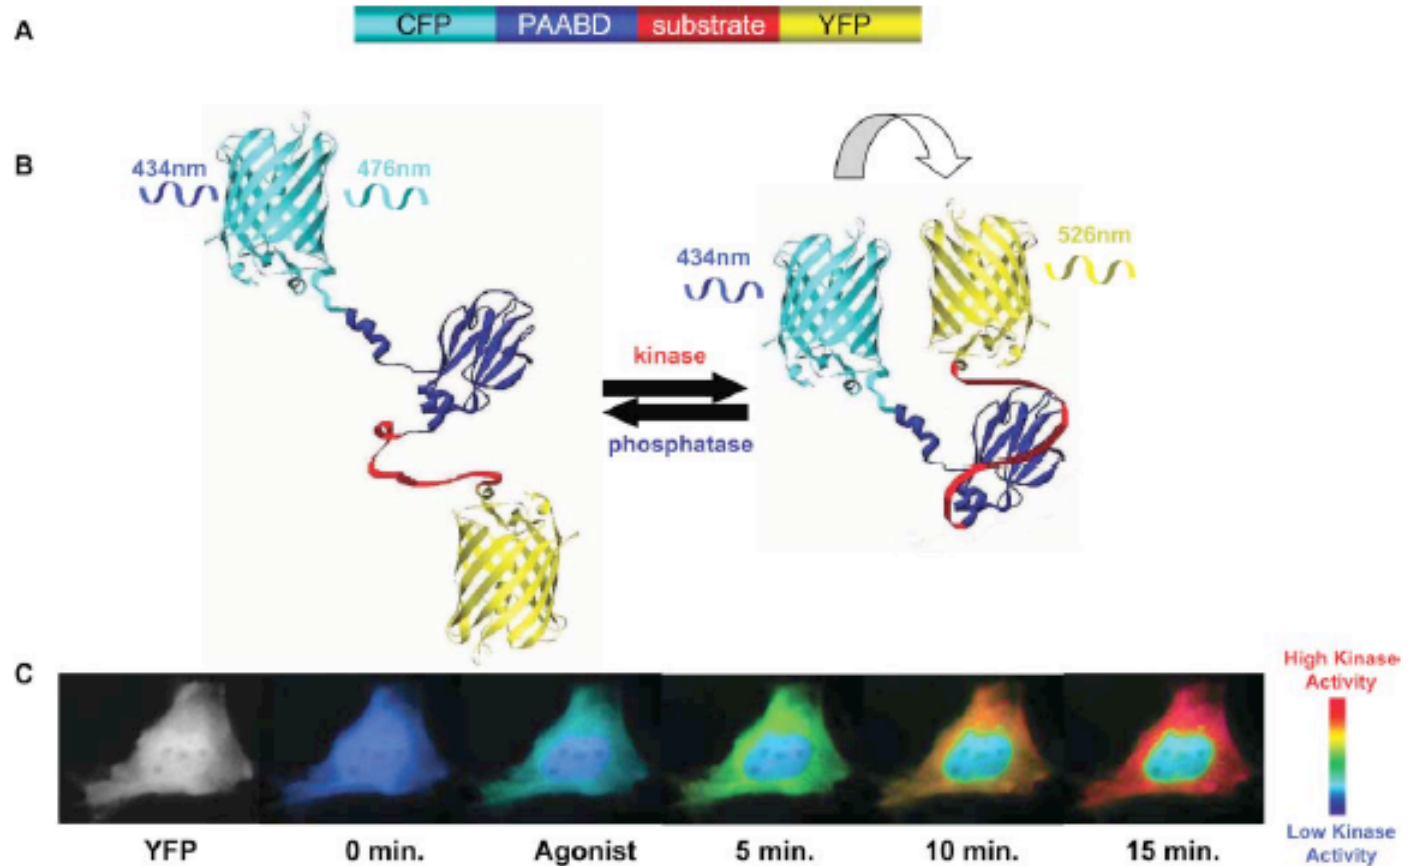 A
CFP PAABD substrate YFP
B
434nm 476nm
434nm 526nm
kinase
phosphatase
C
High Kinase
Activity
Low Kinase
Activity
YFP 0 min. Agonist 5 min. 10 min. 15 min.